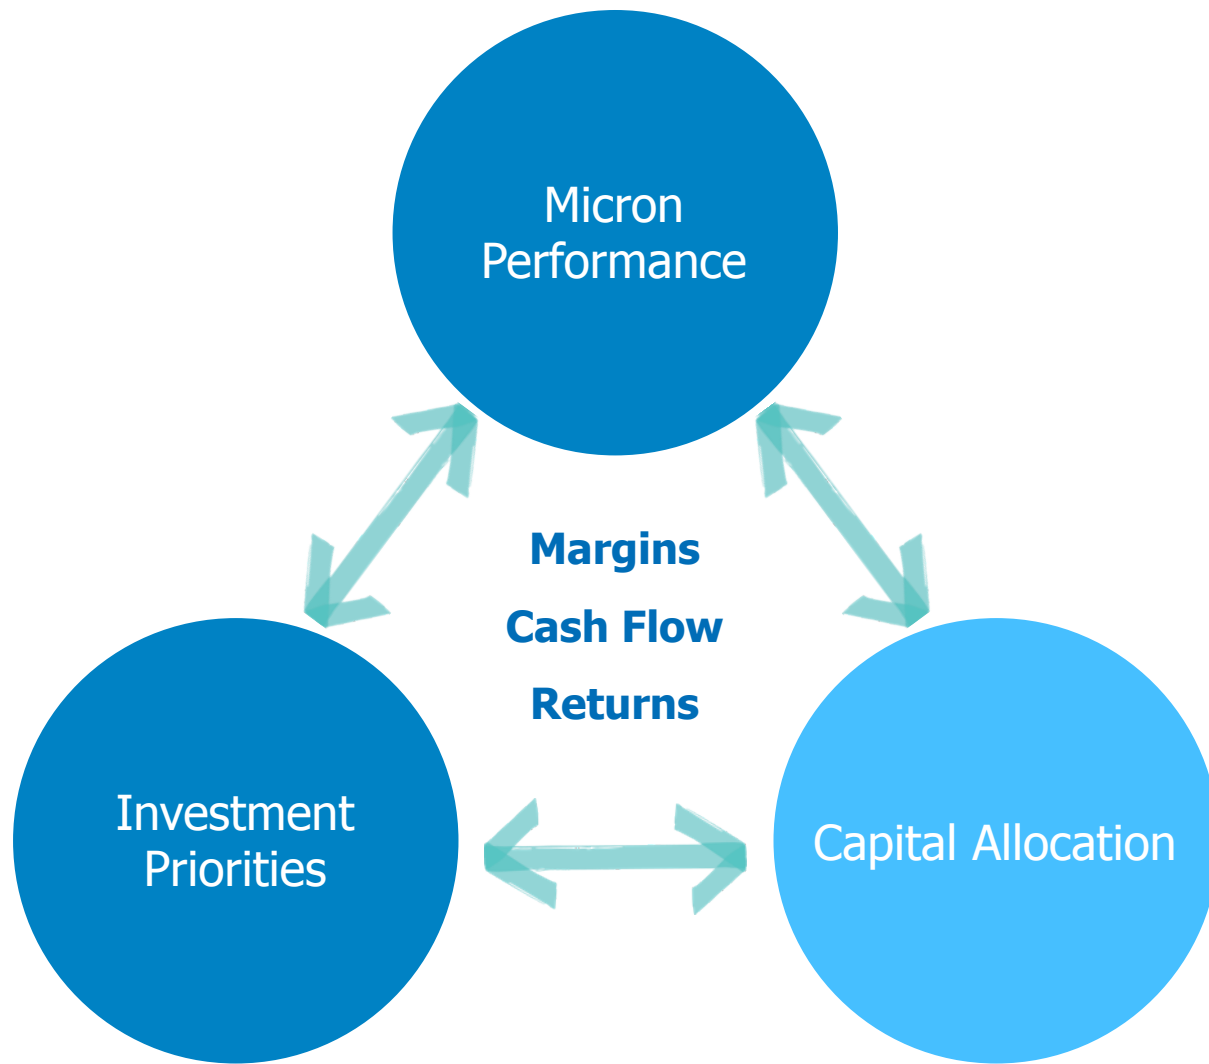 Micron
Performance
Margins
Cash Flow
Returns
Investment
Priorities
Capital Allocation